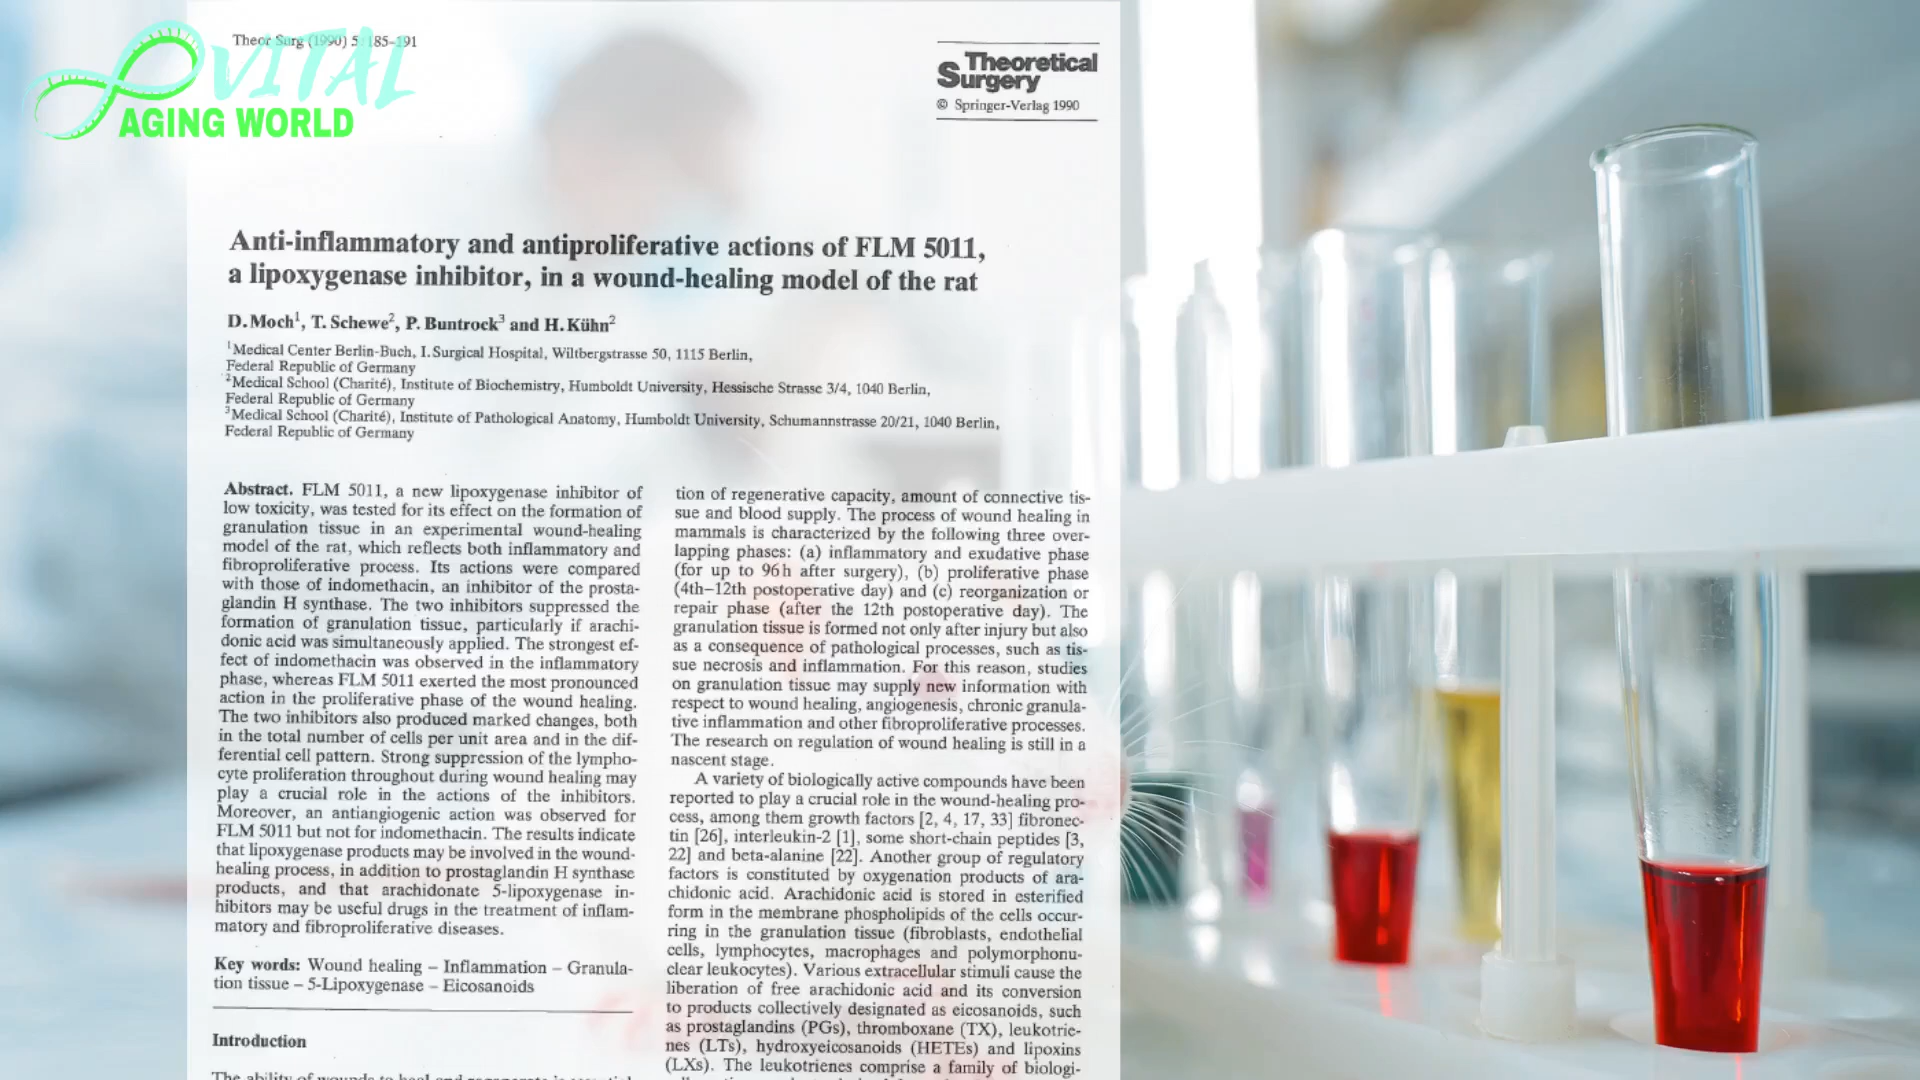 Theor Surg (1990) 5:185–191
VITAL
AGING WORLD
Theoretical
Surgery
© Springer-Verlag 1990
Anti-inflammatory and antiproliferative actions of FLM 5011,
a lipoxygenase inhibitor, in a wound-healing model of the rat
D. Moch¹, T. Schewe², P. Buntrock³ and H. Kühn²
¹Medical Center Berlin-Buch, I. Surgical Hospital, Wiltbergstrasse 50, 1115 Berlin,
Federal Republic of Germany
²Medical School (Charité), Institute of Biochemistry, Humboldt University, Hessische Strasse 3/4, 1040 Berlin,
Federal Republic of Germany
³Medical School (Charité), Institute of Pathological Anatomy, Humboldt University, Schumannstrasse 20/21, 1040 Berlin,
Federal Republic of Germany
Abstract. FLM 5011, a new lipoxygenase inhibitor of
low toxicity, was tested for its effect on the formation of
granulation tissue in an experimental wound-healing
model of the rat, which reflects both inflammatory and
fibroproliferative process. Its actions were compared
with those of indomethacin, an inhibitor of the prosta-
glandin H synthase. The two inhibitors suppressed the
formation of granulation tissue, particularly if arachi-
donic acid was simultaneously applied. The strongest ef-
fect of indomethacin was observed in the inflammatory
phase, whereas FLM 5011 exerted the most pronounced
action in the proliferative phase of the wound healing.
The two inhibitors also produced marked changes, both
in the total number of cells per unit area and in the dif-
ferential cell pattern. Strong suppression of the lympho-
cyte proliferation throughout during wound healing may
play a crucial role in the actions of the inhibitors.
Moreover, an antiangiogenic action was observed for
FLM 5011 but not for indomethacin. The results indicate
that lipoxygenase products may be involved in the wound-
healing process, in addition to prostaglandin H synthase
products, and that arachidonate 5-lipoxygenase in-
hibitors may be useful drugs in the treatment of inflam-
matory and fibroproliferative diseases.
Key words: Wound healing – Inflammation – Granula-
tion tissue – 5-Lipoxygenase – Eicosanoids
Introduction
The ability of wounds to heal and regenerate is essential
tion of regenerative capacity, amount of connective tis-
sue and blood supply. The process of wound healing in
mammals is characterized by the following three over-
lapping phases: (a) inflammatory and exudative phase
(for up to 96 h after surgery), (b) proliferative phase
(4th–12th postoperative day) and (c) reorganization or
repair phase (after the 12th postoperative day). The
granulation tissue is formed not only after injury but also
as a consequence of pathological processes, such as tis-
sue necrosis and inflammation. For this reason, studies
on granulation tissue may supply new information with
respect to wound healing, angiogenesis, chronic granula-
tive inflammation and other fibroproliferative processes.
The research on regulation of wound healing is still in a
nascent stage.
A variety of biologically active compounds have been
reported to play a crucial role in the wound-healing pro-
cess, among them growth factors [2, 4, 17, 33] fibronec-
tin [26], interleukin-2 [1], some short-chain peptides [3,
22] and beta-alanine [22]. Another group of regulatory
factors is constituted by oxygenation products of ara-
chidonic acid. Arachidonic acid is stored in esterified
form in the membrane phospholipids of the cells occur-
ring in the granulation tissue (fibroblasts, endothelial
cells, lymphocytes, macrophages and polymorphonu-
clear leukocytes). Various extracellular stimuli cause the
liberation of free arachidonic acid and its conversion
to products collectively designated as eicosanoids, such
as prostaglandins (PGs), thromboxane (TX), leukotrie-
nes (LTs), hydroxyeicosanoids (HETEs) and lipoxins
(LXs). The leukotrienes comprise a family of biologi-